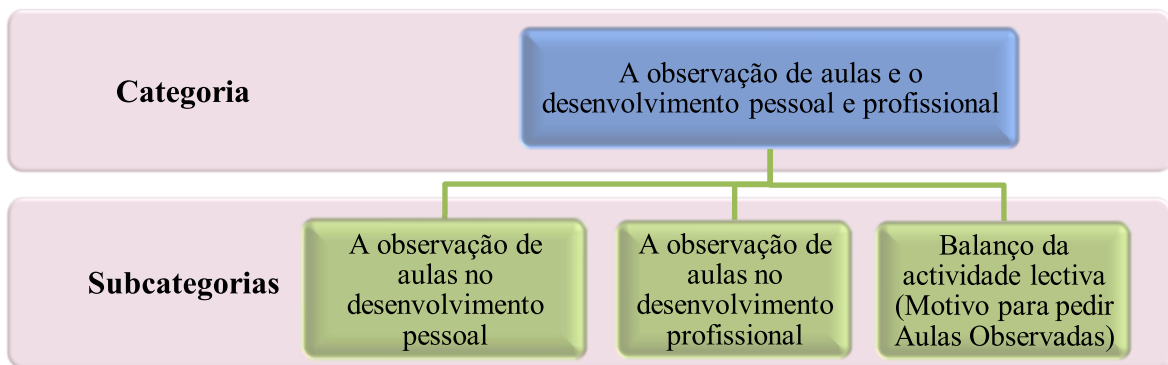 Categoria
A observação de aulas e o
desenvolvimento pessoal e profissional
Subcategorias
A observação de
aulas no
desenvolvimento
pessoal
A observação de
aulas no
desenvolvimento
profissional
Balanço da
actividade lectiva
(Motivo para pedir
Aulas Observadas)